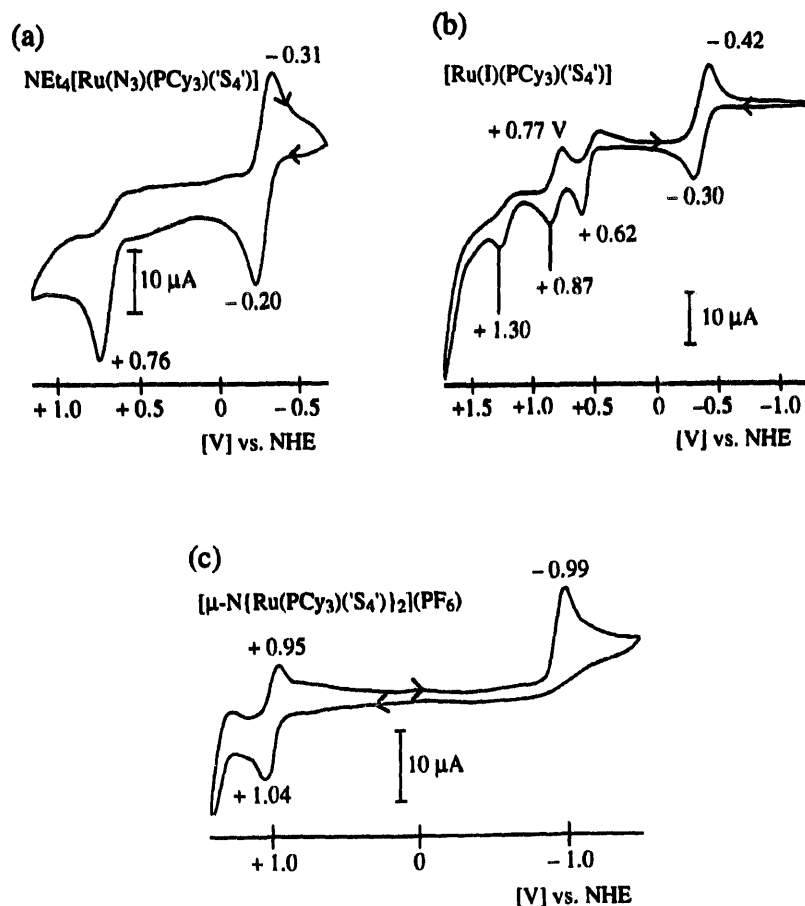 (a)
NEt₄[Ru(N₃)(PCy₃)('S₄')]
– 0.31
– 0.20
+ 0.76
10 µA
+ 1.0 + 0.5 0 – 0.5
[V] vs. NHE
(b)
[Ru(I)(PCy₃)('S₄')]
– 0.42
+ 0.77 V
– 0.30
+ 0.62
+ 0.87
+ 1.30
10 µA
+1.5 +1.0 +0.5 0 –0.5 –1.0
[V] vs. NHE
(c)
[µ-N{Ru(PCy₃)('S₄')}₂](PF₆)
– 0.99
+ 0.95
+ 1.04
10 µA
+ 1.0 0 – 1.0
[V] vs. NHE